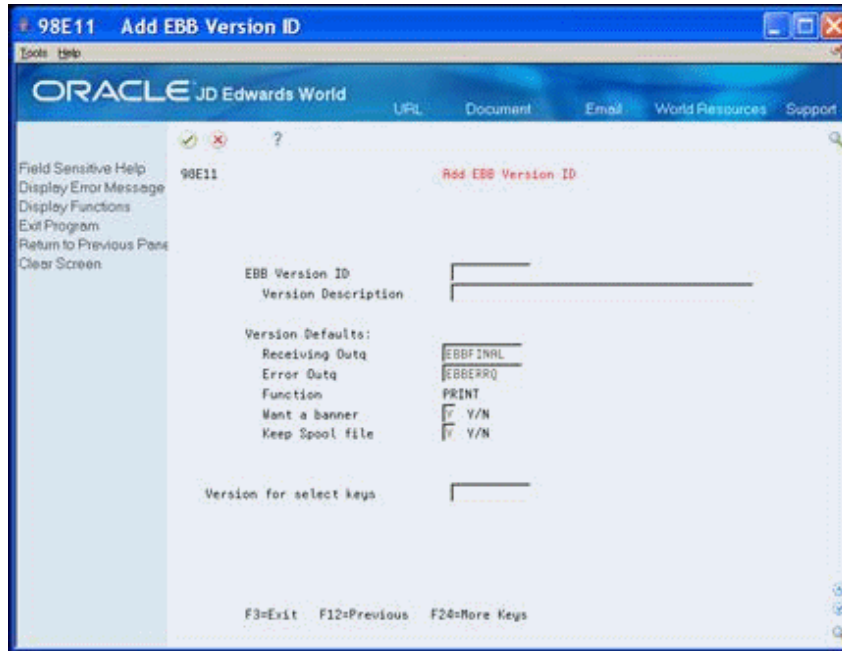 98E11 Add EBB Version ID
Tools Help
ORACLE JD Edwards World
URL Document Email World Resources Support
?
Field Sensitive Help
Display Error Message
Display Functions
Exit Program
Return to Previous Pane
Clear Screen
98E11 Add EBB Version ID
EBB Version ID
Version Description
Version Defaults:
Receiving Outq EBBFINAL
Error Outq EBBERRQ
Function PRINT
Want a banner Y Y/N
Keep Spool file Y Y/N
Version for select keys
F3=Exit F12=Previous F24=More Keys